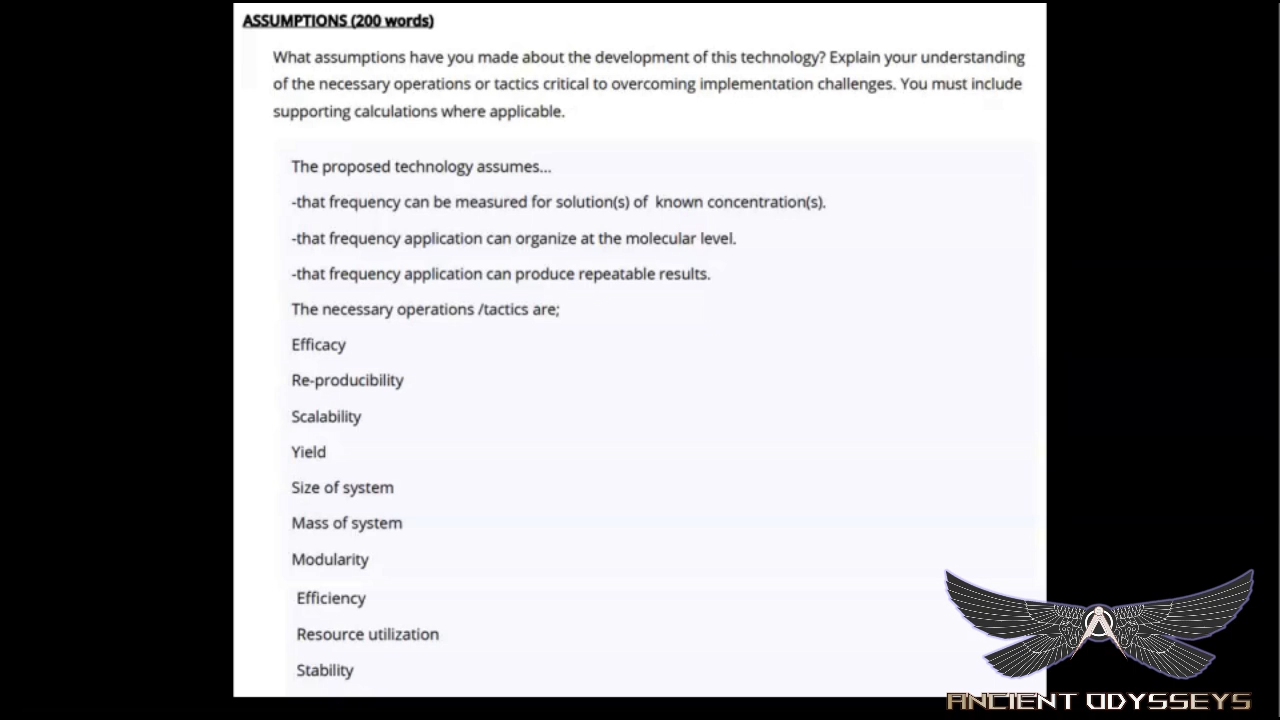 ASSUMPTIONS (200 words)
What assumptions have you made about the development of this technology? Explain your understanding
of the necessary operations or tactics critical to overcoming implementation challenges. You must include
supporting calculations where applicable.
The proposed technology assumes...
-that frequency can be measured for solution(s) of known concentration(s).
-that frequency application can organize at the molecular level.
-that frequency application can produce repeatable results.
The necessary operations /tactics are;
Efficacy
Re-producibility
Scalability
Yield
Size of system
Mass of system
Modularity
Efficiency
Resource utilization
Stability
ANCIENT ODYSSEYS